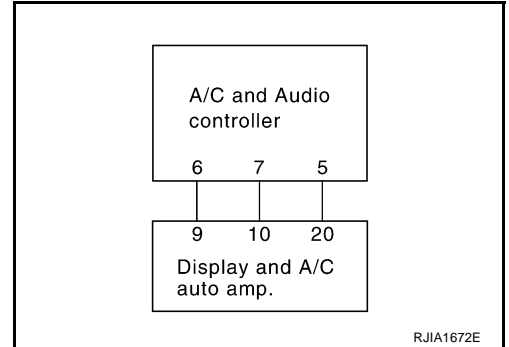 A/C and Audio
controller
6 7 5
9 10 20
Display and A/C
auto amp.
RJIA1672E